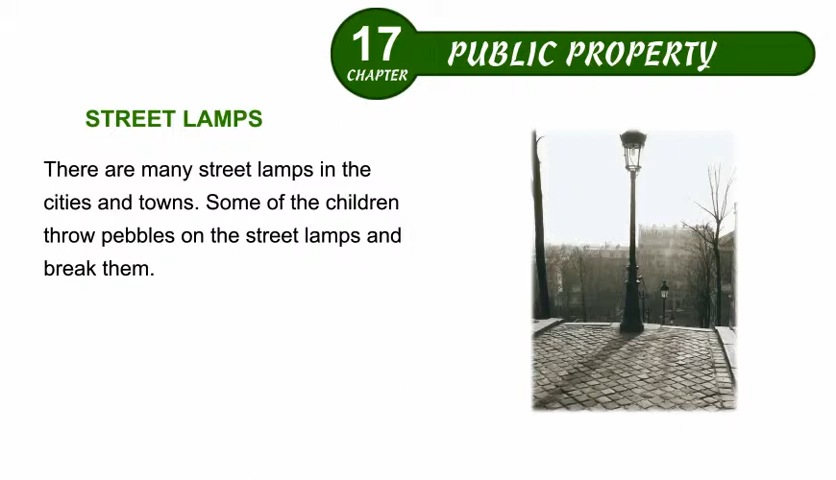 17
CHAPTER
PUBLIC PROPERTY
STREET LAMPS
There are many street lamps in the
cities and towns. Some of the children
throw pebbles on the street lamps and
break them.